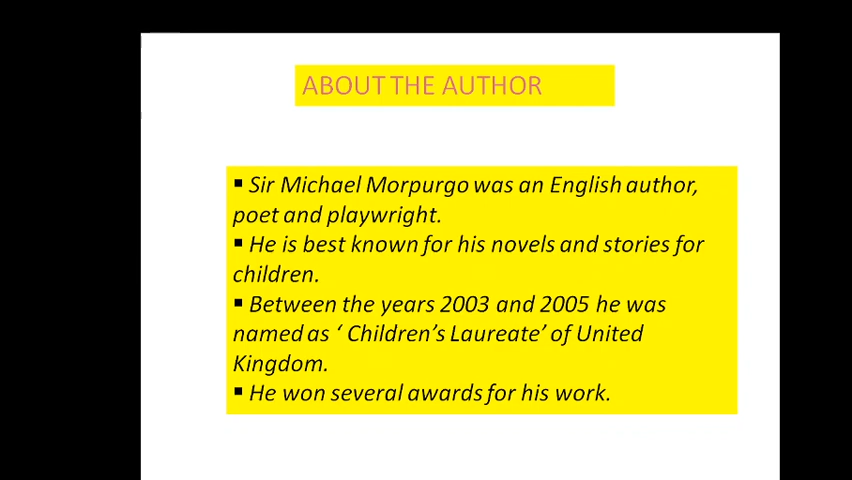 ABOUT THE AUTHOR
▪ Sir Michael Morpurgo was an English author,
poet and playwright.
▪ He is best known for his novels and stories for
children.
▪ Between the years 2003 and 2005 he was
named as ‘ Children’s Laureate’ of United
Kingdom.
▪ He won several awards for his work.